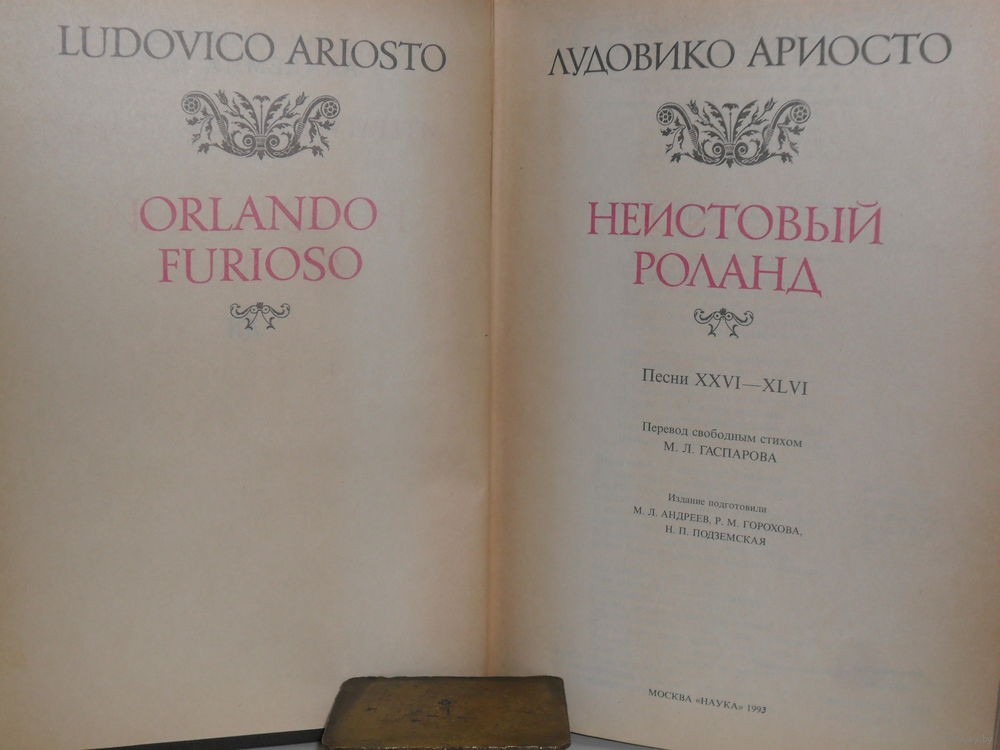 LUDOVICO ARIOSTO
ORLANDO
FURIOSO
ЛУДОВИКО АРИОСТО
НЕИСТОВЫЙ
РОЛАНД
Песни XXVI—XLVI
Перевод свободным стихом
М. Л. ГАСПАРОВА
Издание подготовили
М. Л. АНДРЕЕВ, Р. М. ГОРОХОВА,
Н. П. ПОДЗЕМСКАЯ
МОСКВА «НАУКА» 1993